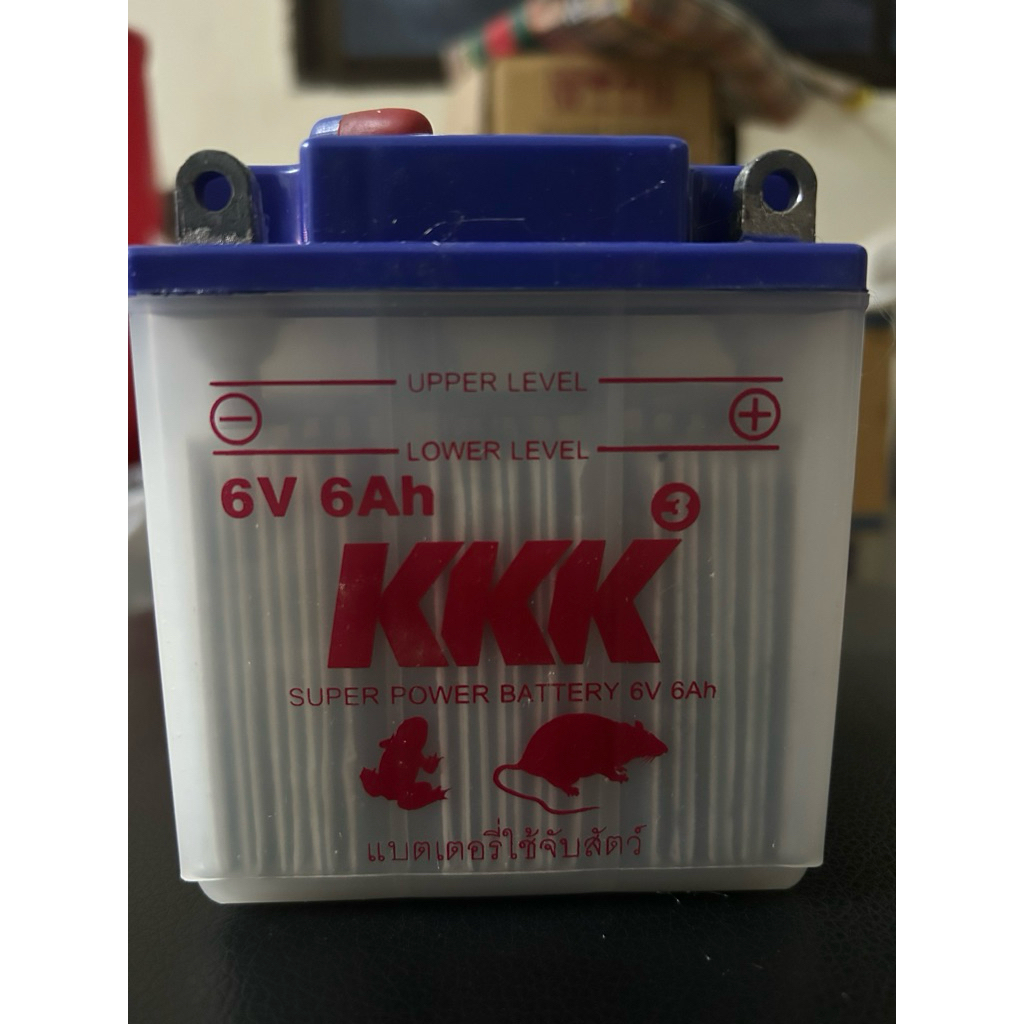 UPPER LEVEL
LOWER LEVEL
6V 6Ah
3
KKK
SUPER POWER BATTERY 6V 6Ah
แบตเตอรี่ใช้จับสัตว์